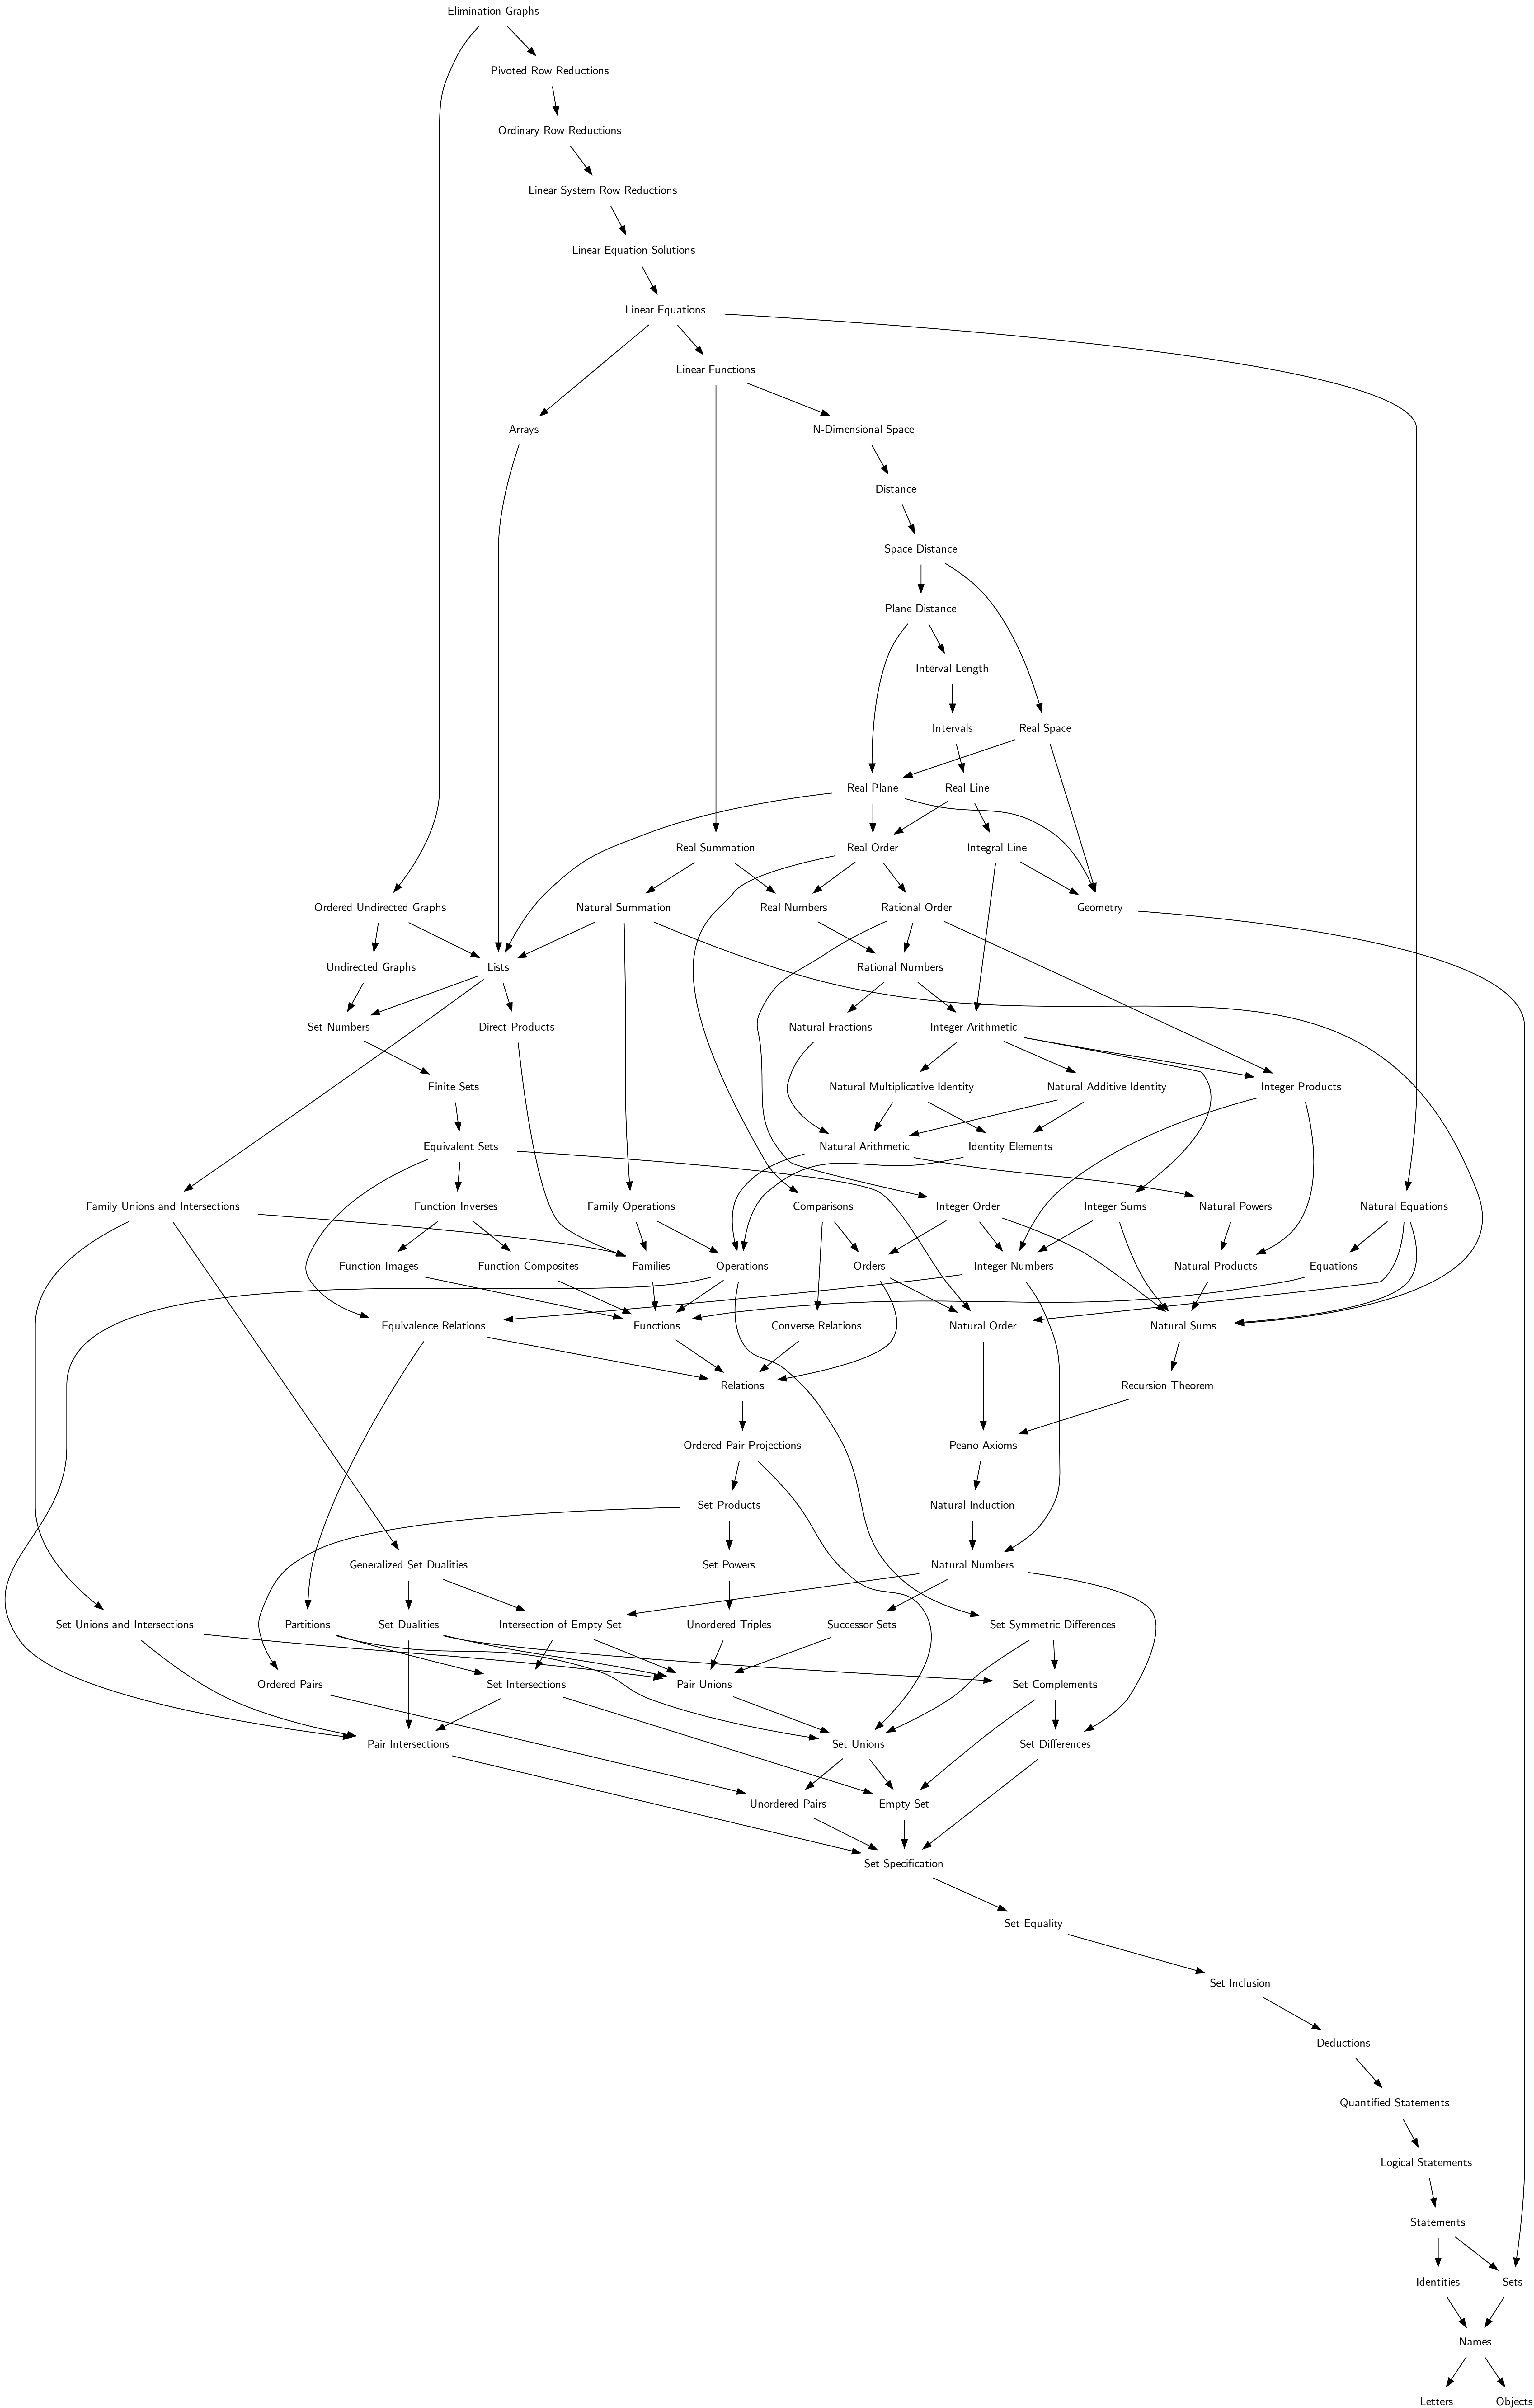 Elimination Graphs
Pivoted Row Reductions
Ordinary Row Reductions
Linear System Row Reductions
Linear Equation Solutions
Linear Equations
Linear Functions
Arrays
N-Dimensional Space
Distance
Space Distance
Plane Distance
Interval Length
Intervals
Real Space
Real Plane
Real Line
Real Summation
Real Order
Integral Line
Ordered Undirected Graphs
Natural Summation
Real Numbers
Rational Order
Geometry
Undirected Graphs
Lists
Rational Numbers
Set Numbers
Direct Products
Natural Fractions
Integer Arithmetic
Finite Sets
Natural Multiplicative Identity
Natural Additive Identity
Integer Products
Equivalent Sets
Natural Arithmetic
Identity Elements
Family Unions and Intersections
Function Inverses
Family Operations
Comparisons
Integer Order
Integer Sums
Natural Powers
Natural Equations
Function Images
Function Composites
Families
Operations
Orders
Integer Numbers
Natural Products
Equations
Equivalence Relations
Functions
Converse Relations
Natural Order
Natural Sums
Relations
Recursion Theorem
Ordered Pair Projections
Peano Axioms
Set Products
Natural Induction
Generalized Set Dualities
Set Powers
Natural Numbers
Set Unions and Intersections
Partitions
Set Dualities
Intersection of Empty Set
Unordered Triples
Successor Sets
Set Symmetric Differences
Ordered Pairs
Set Intersections
Pair Unions
Set Complements
Pair Intersections
Set Unions
Set Differences
Unordered Pairs
Empty Set
Set Specification
Set Equality
Set Inclusion
Deductions
Quantified Statements
Logical Statements
Statements
Identities
Sets
Names
Letters
Objects